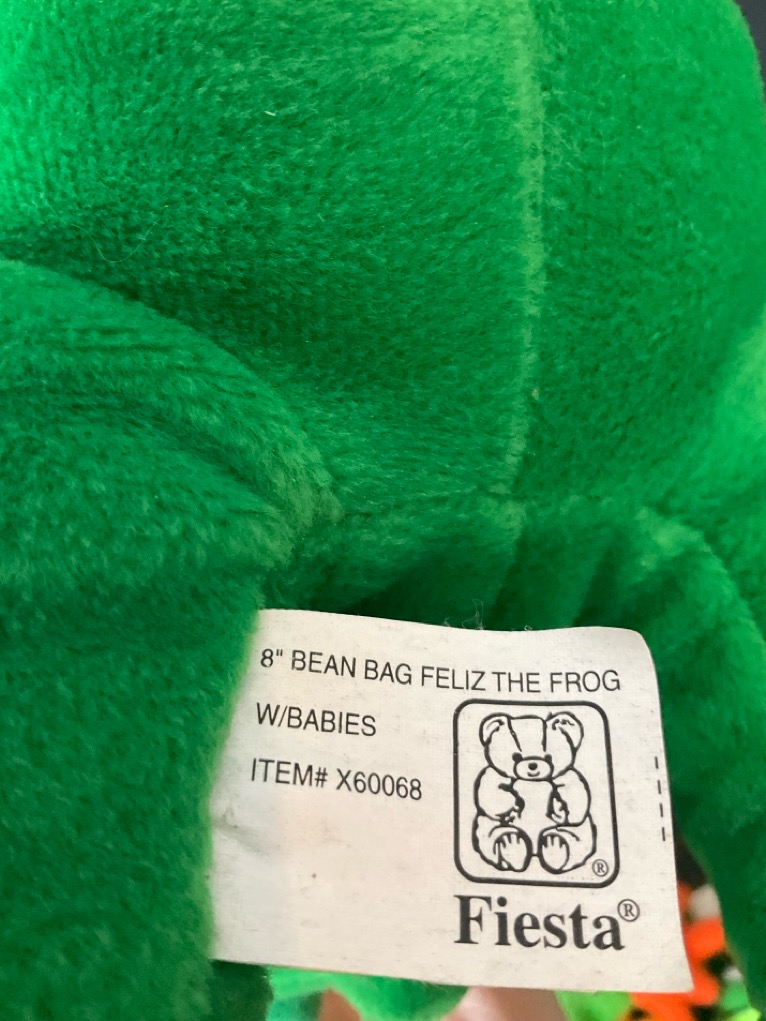 8" BEAN BAG FELIZ THE FROG
W/BABIES
ITEM# X60068
®
Fiesta®